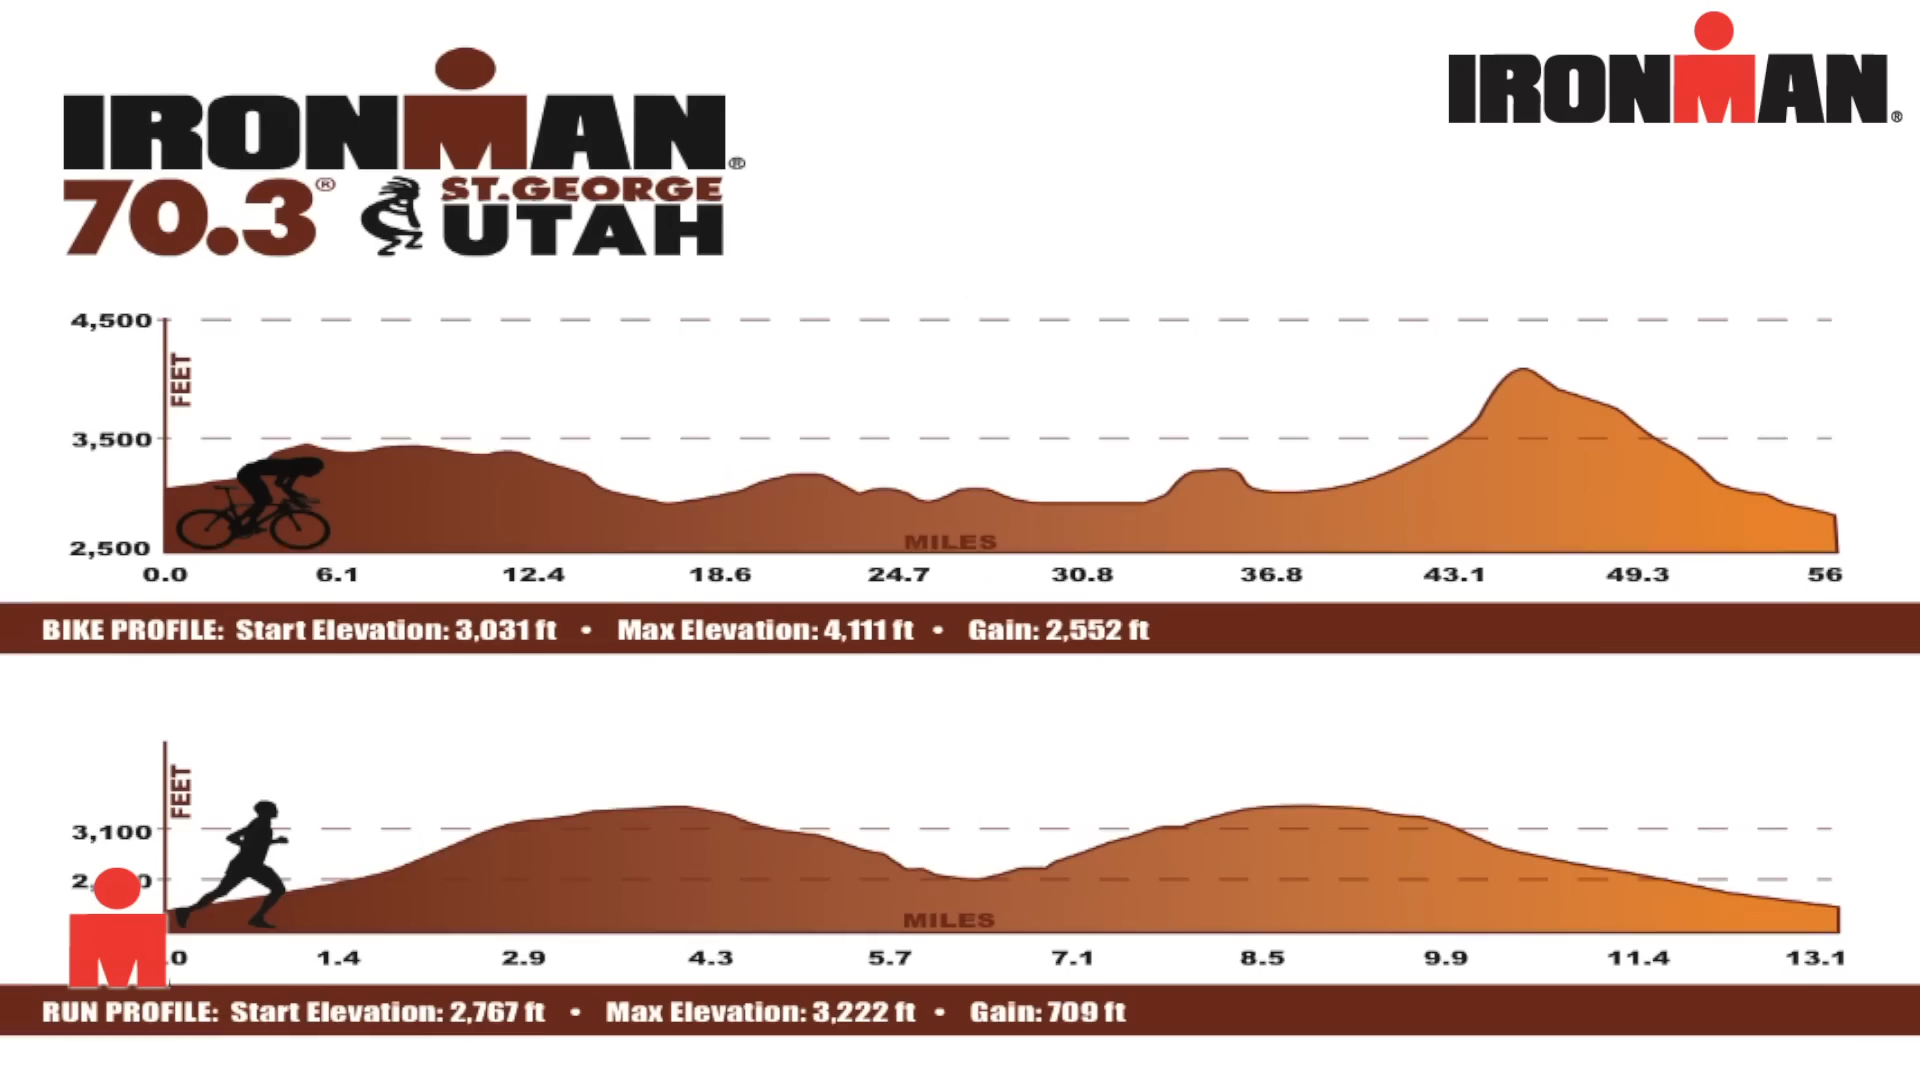 IRONMAN®
IRONMAN®
70.3® ST.GEORGE
UTAH
4,500
FEET
3,500
2,500
MILES
0.0 6.1 12.4 18.6 24.7 30.8 36.8 43.1 49.3 56
BIKE PROFILE: Start Elevation: 3,031 ft • Max Elevation: 4,111 ft • Gain: 2,552 ft
FEET
3,100
MILES
1.4 2.9 4.3 5.7 7.1 8.5 9.9 11.4 13.1
RUN PROFILE: Start Elevation: 2,767 ft • Max Elevation: 3,222 ft • Gain: 709 ft